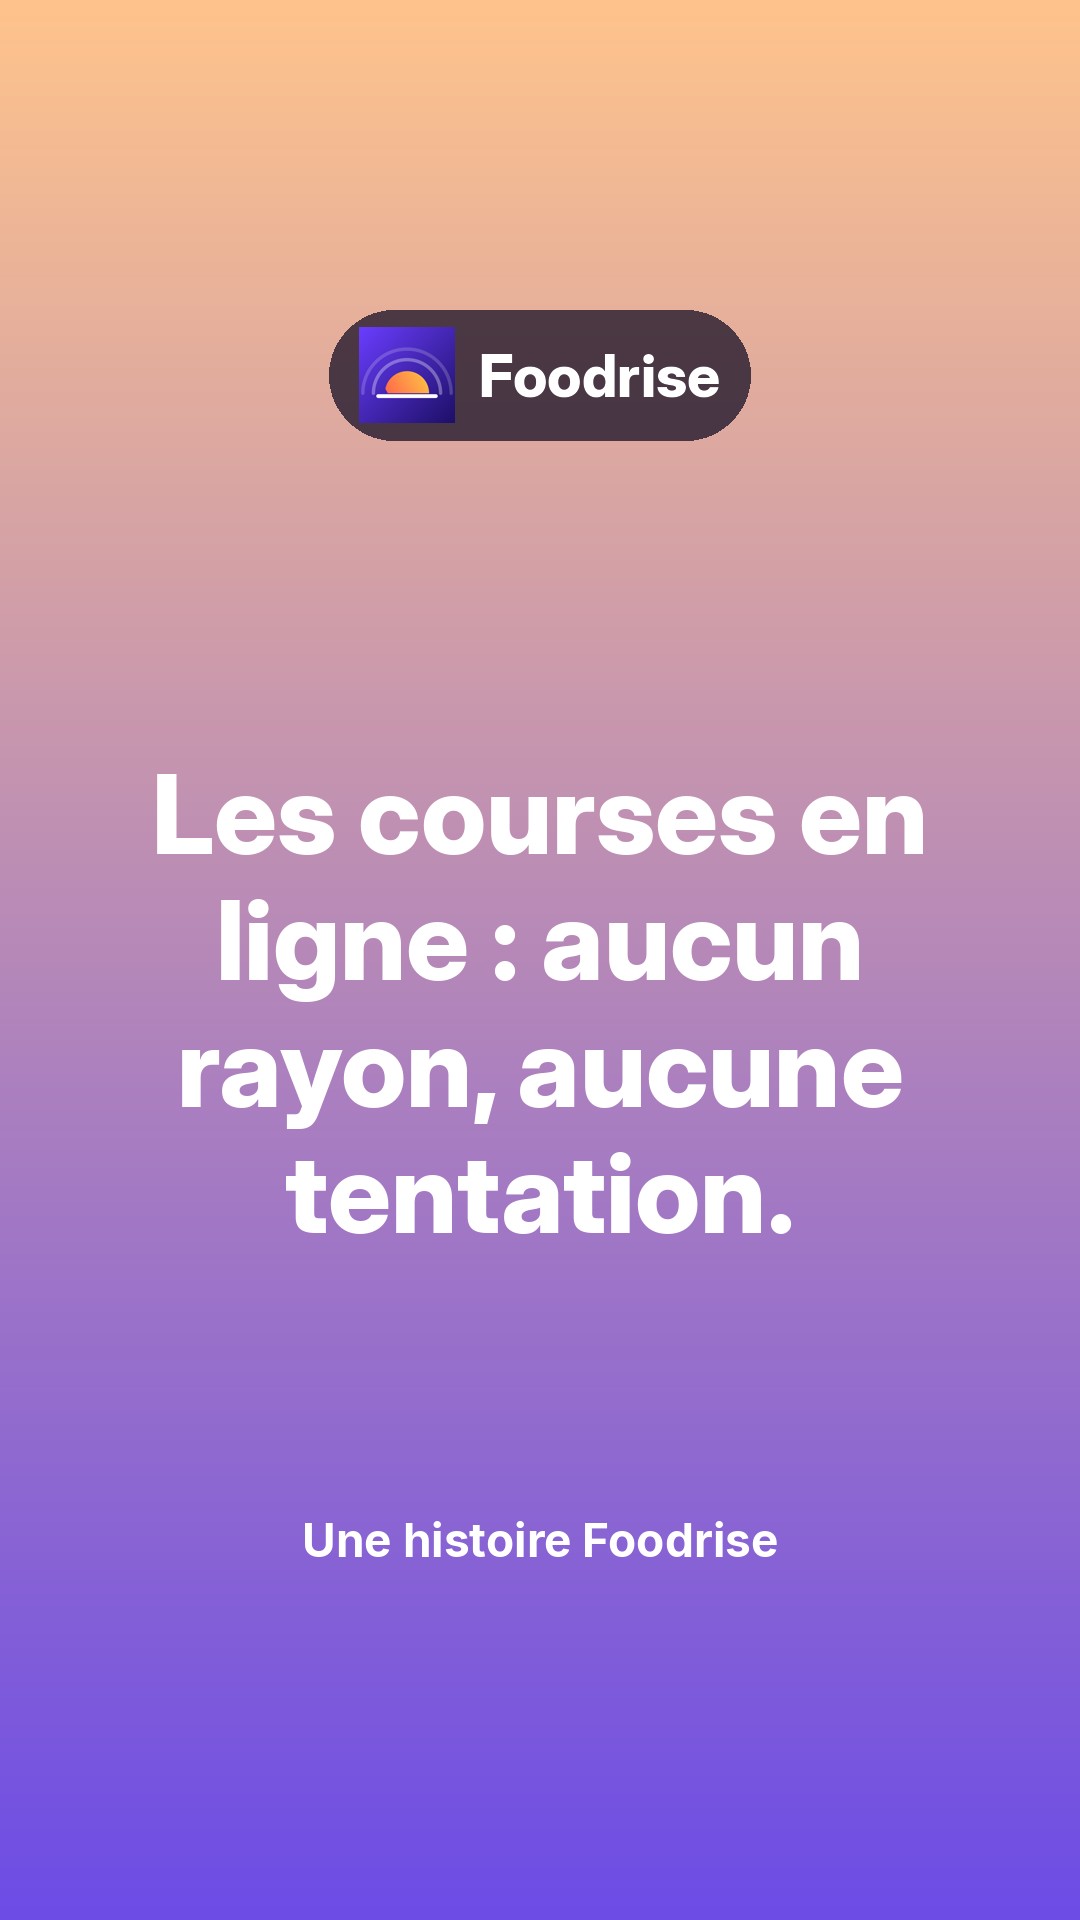 Foodrise
Les courses en
ligne : aucun
rayon, aucune
tentation.
Une histoire Foodrise